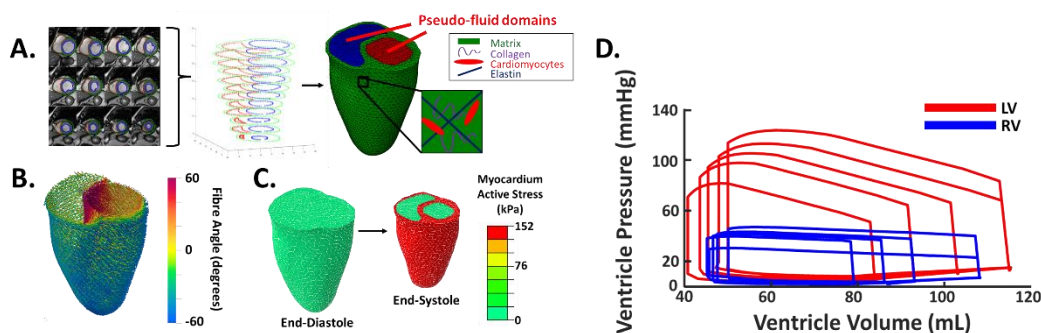 A.
Pseudo-fluid domains
Matrix
Collagen
Cardiomyocytes
Elastin
B.
60
0
-60
Fibre Angle (degrees)
C.
End-Diastole
End-Systole
Myocardium
Active Stress
(kPa)
152
76
0
D.
LV
RV
Ventricle Pressure (mmHg)
140
100
60
20
0
40
60
80
100
120
Ventricle Volume (mL)